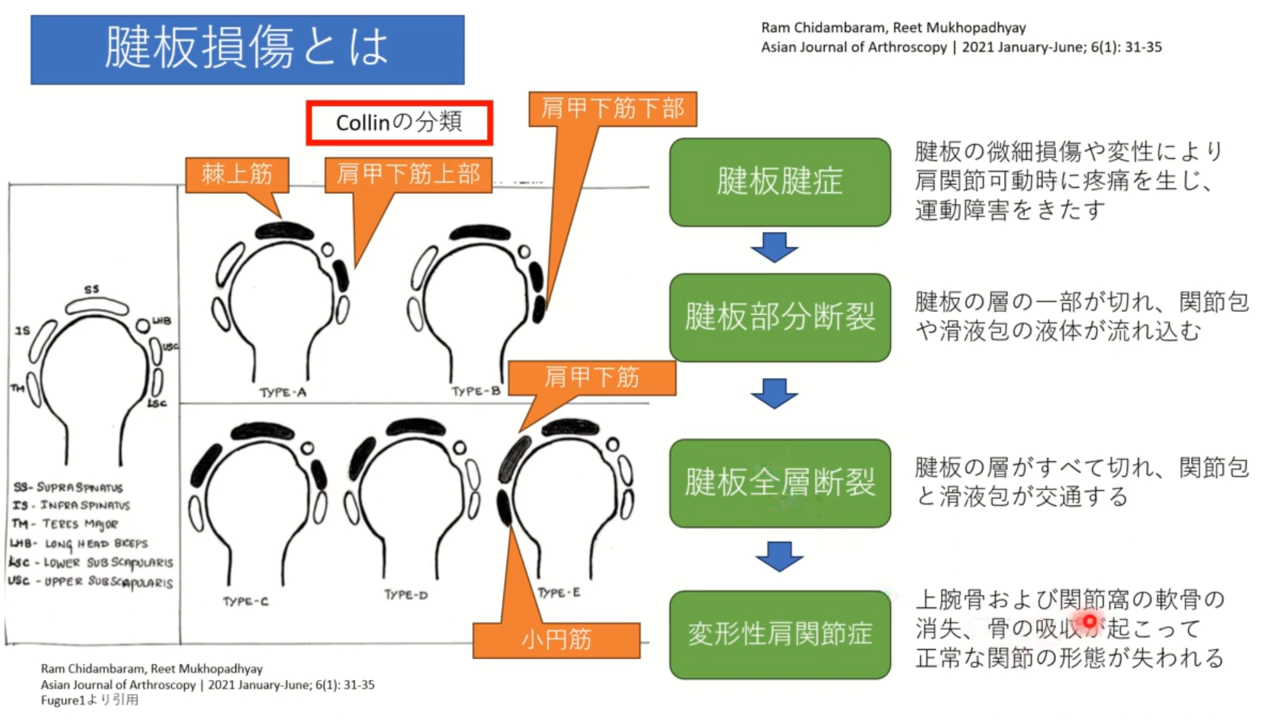 腱板損傷とは
Ram Chidambaram, Reet Mukhopadhyay
Asian Journal of Arthroscopy | 2021 January-June; 6(1): 31-35
Collinの分類
肩甲下筋下部
棘上筋
肩甲下筋上部
SS
IS
LHB
USC
TM
LSC
TYPE-A
TYPE-B
肩甲下筋
TYPE-C
TYPE-D
TYPE-E
小円筋
SS- SUPRASPINATUS
IS - INFRASPINATUS
TM - TERES MAJOR
LHB- LONG HEAD BICEPS
LSC - LOWER SUBSCAPULARIS
USC - UPPER SUBSCAPULARIS
腱板腱症
腱板の微細損傷や変性により
肩関節可動時に疼痛を生じ、
運動障害をきたす
腱板部分断裂
腱板の層の一部が切れ、関節包
や滑液包の液体が流れ込む
腱板全層断裂
腱板の層がすべて切れ、関節包
と滑液包が交通する
変形性肩関節症
上腕骨および関節窩の軟骨の
消失、骨の吸収が起こって
正常な関節の形態が失われる
Ram Chidambaram, Reet Mukhopadhyay
Asian Journal of Arthroscopy | 2021 January-June; 6(1): 31-35
Fugure1より引用